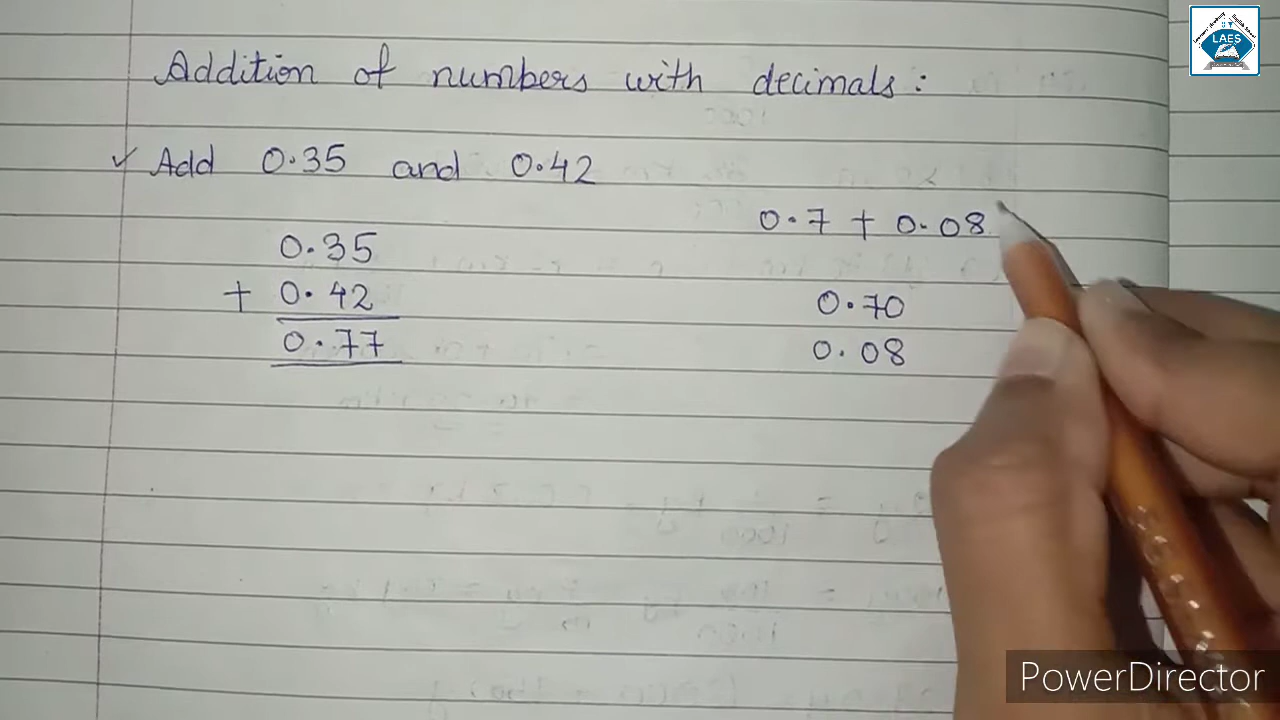 LAES
Addition of numbers with decimals:
✓ Add 0.35 and 0.42
0.35
+ 0.42
0.77
0.7 + 0.08
0.70
0.08
PowerDirector